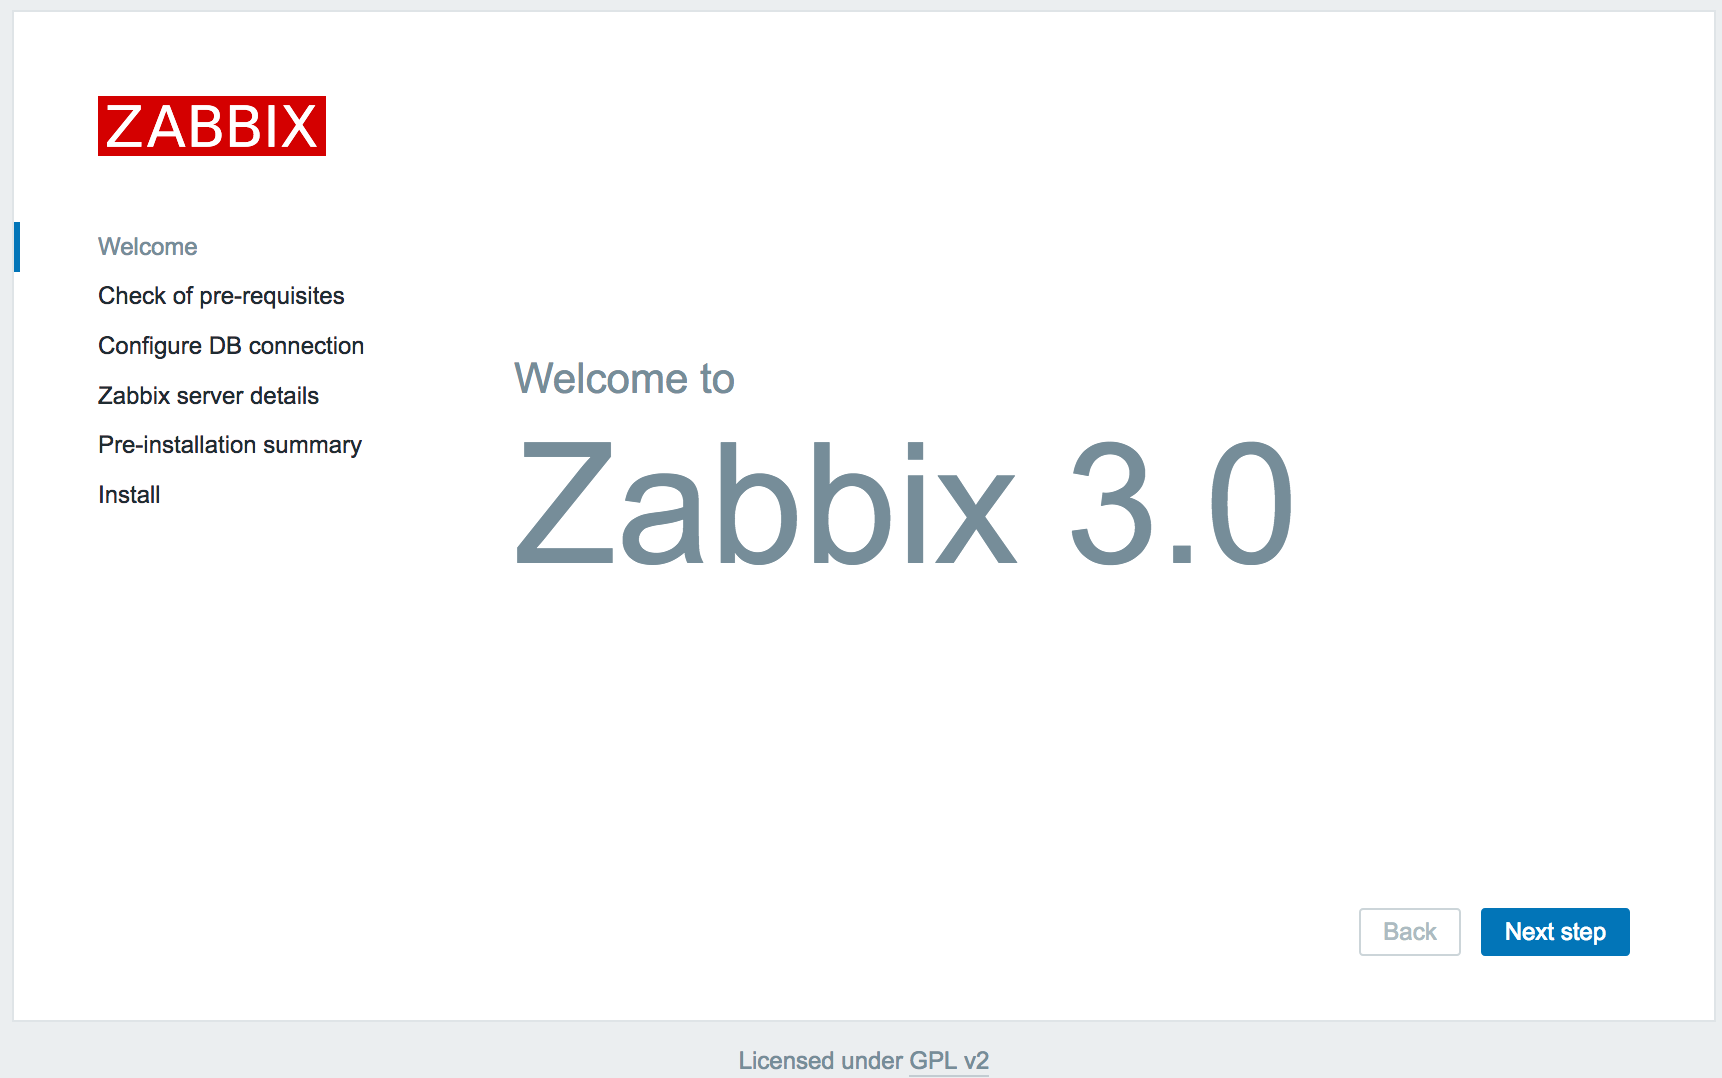 ZABBIX
Welcome
Check of pre-requisites
Configure DB connection
Zabbix server details
Pre-installation summary
Install
Welcome to
Zabbix 3.0
Back
Next step
Licensed under GPL v2